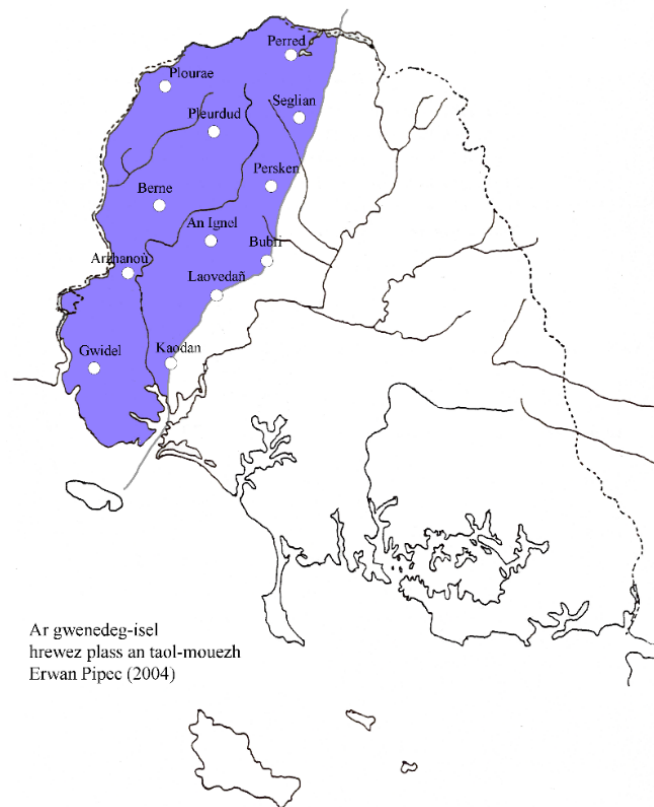 Perred
Plourae
Seglian
Pleurdud
Persken
Berne
An Ignel
Bubri
Arzhanoù
Laovedañ
Kaodan
Gwidel
Ar gwenedeg-isel
hrewez plass an taol-mouezh
Erwan Pipec (2004)